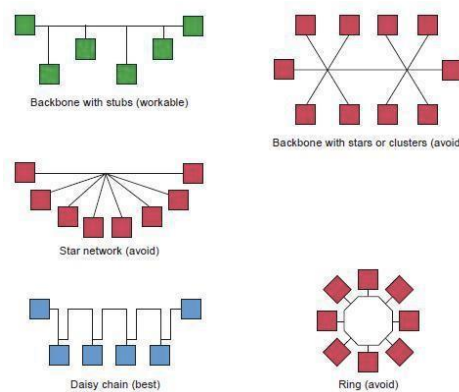 Backbone with stubs (workable)
Backbone with stars or clusters (avoid
Star network (avoid)
Daisy chain (best)
Ring (avoid)